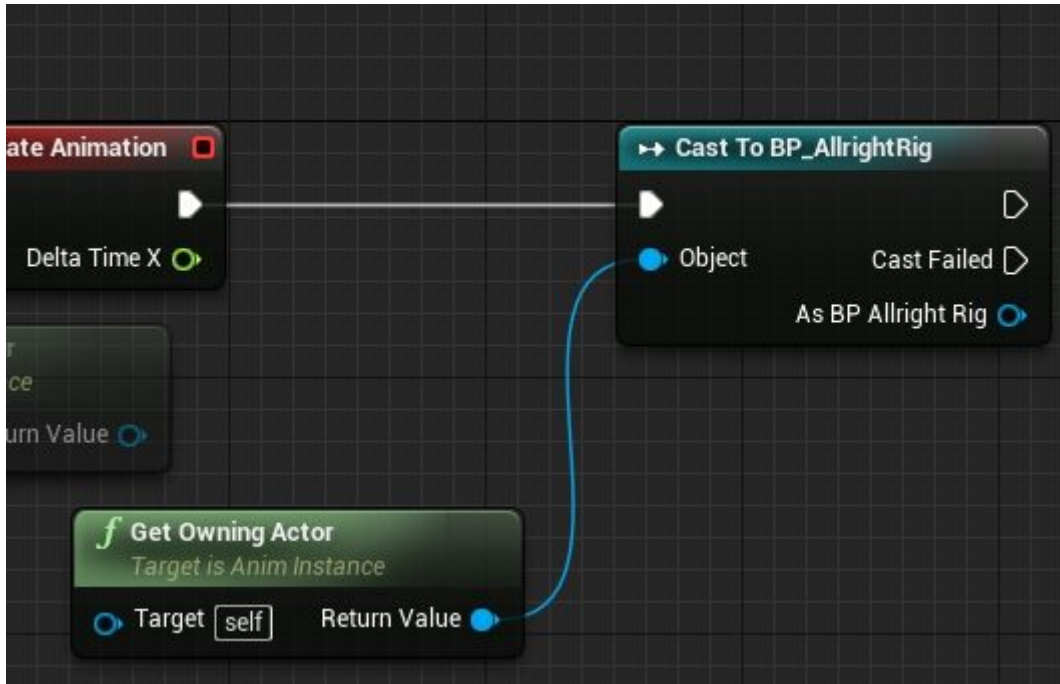 ate Animation
Cast To BP_AllrightRig
Delta Time X
Object
Cast Failed
As BP Allright Rig
r
ce
urn Value
f Get Owning Actor
Target is Anim Instance
Target self
Return Value